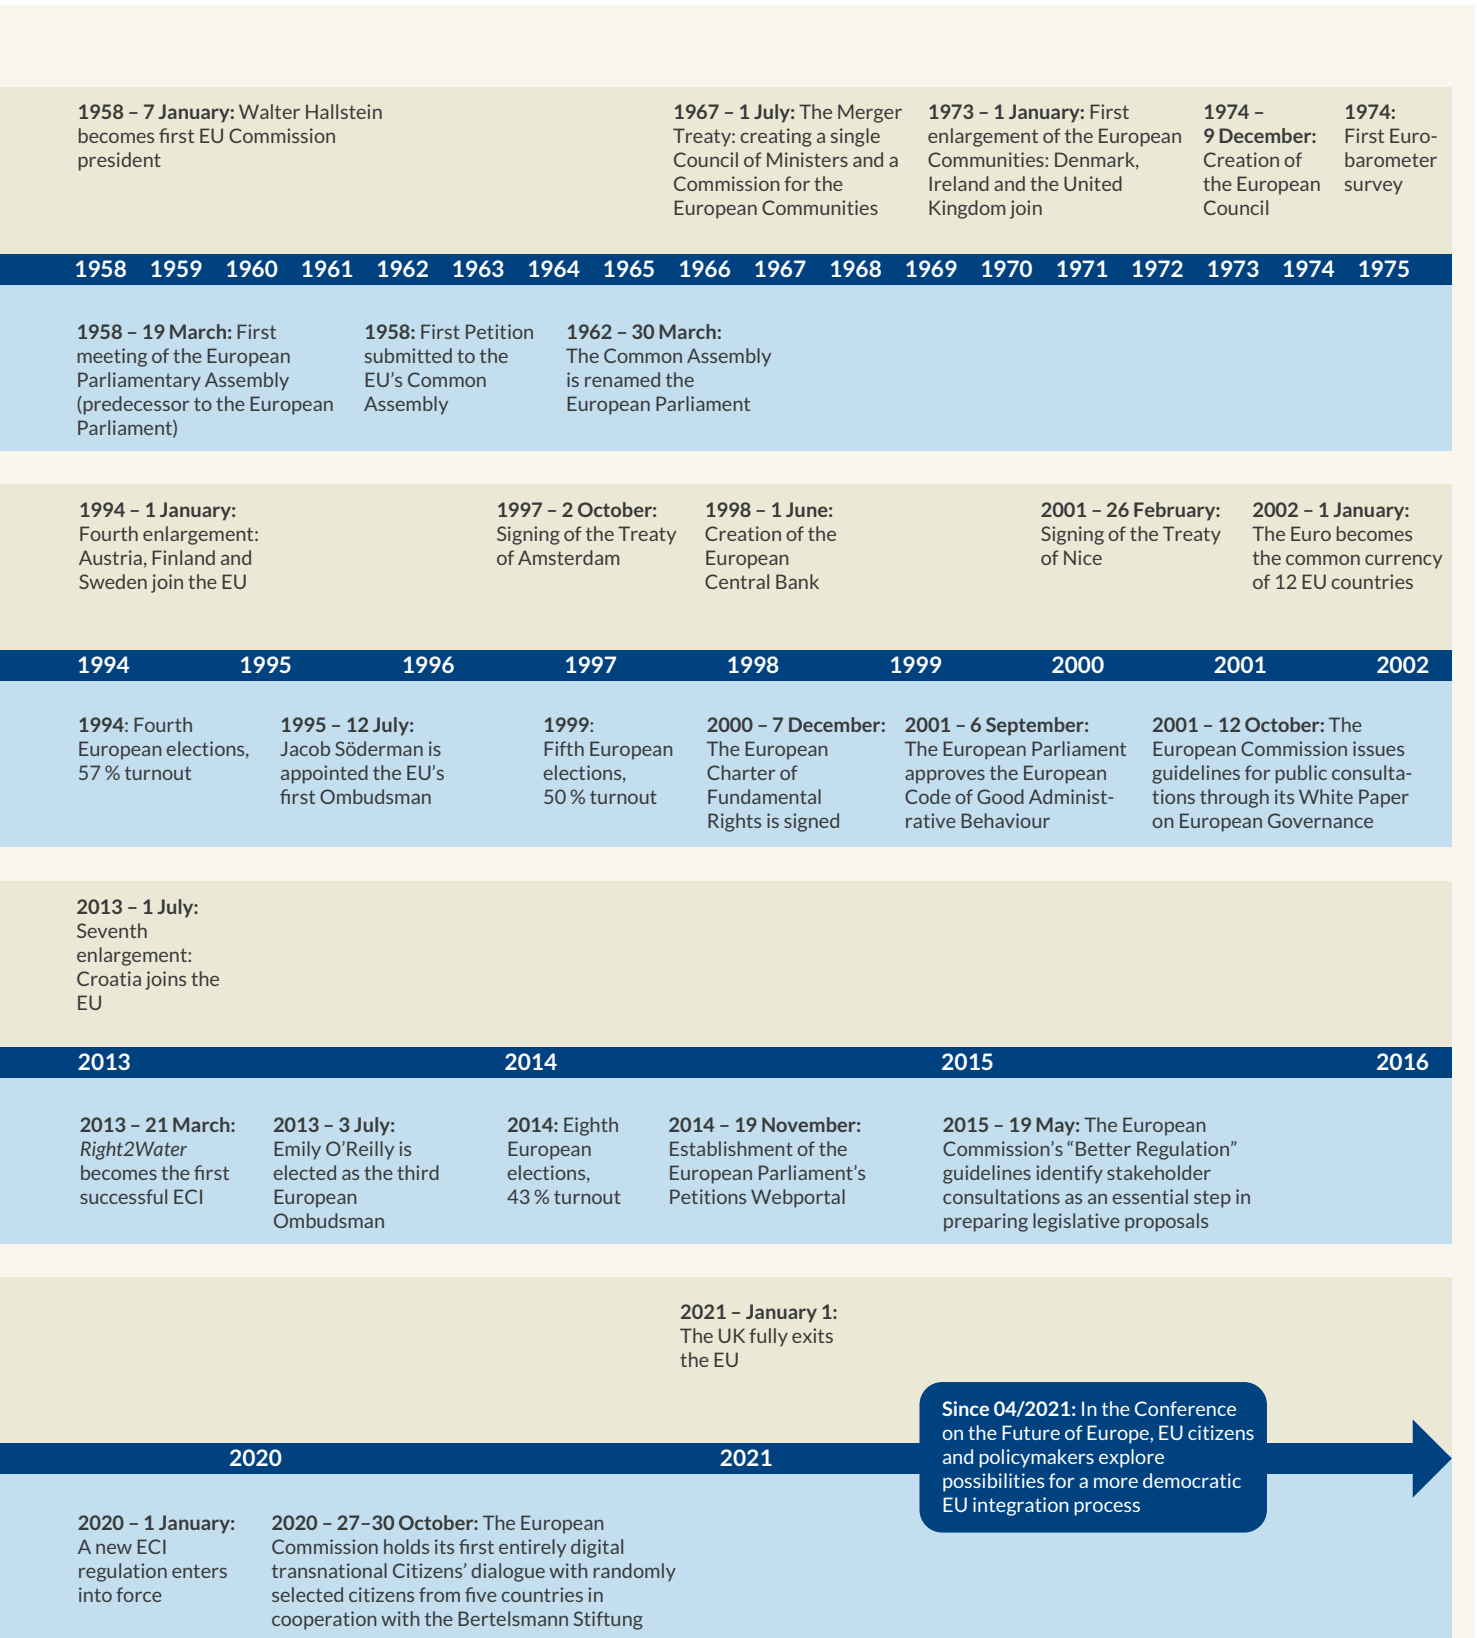 1958 – 7 January: Walter Hallstein
becomes first EU Commission
president
1967 – 1 July: The Merger
Treaty: creating a single
Council of Ministers and a
Commission for the
European Communities
1973 – 1 January: First
enlargement of the European
Communities: Denmark,
Ireland and the United
Kingdom join
1974 –
9 December:
Creation of
the European
Council
1974:
First Euro-
barometer
survey
1958 1959 1960 1961 1962 1963 1964 1965 1966 1967 1968 1969 1970 1971 1972 1973 1974 1975
1958 – 19 March: First
meeting of the European
Parliamentary Assembly
(predecessor to the European
Parliament)
1958: First Petition
submitted to the
EU’s Common
Assembly
1962 – 30 March:
The Common Assembly
is renamed the
European Parliament
1994 – 1 January:
Fourth enlargement:
Austria, Finland and
Sweden join the EU
1997 – 2 October:
Signing of the Treaty
of Amsterdam
1998 – 1 June:
Creation of the
European
Central Bank
2001 – 26 February:
Signing of the Treaty
of Nice
2002 – 1 January:
The Euro becomes
the common currency
of 12 EU countries
1994 1995 1996 1997 1998 1999 2000 2001 2002
1994: Fourth
European elections,
57 % turnout
1995 – 12 July:
Jacob Söderman is
appointed the EU’s
first Ombudsman
1999:
Fifth European
elections,
50 % turnout
2000 – 7 December:
The European
Charter of
Fundamental
Rights is signed
2001 – 6 September:
The European Parliament
approves the European
Code of Good Administ-
rative Behaviour
2001 – 12 October: The
European Commission issues
guidelines for public consulta-
tions through its White Paper
on European Governance
2013 – 1 July:
Seventh
enlargement:
Croatia joins the
EU
2013 2014 2015 2016
2013 – 21 March:
Right2Water
becomes the first
successful ECI
2013 – 3 July:
Emily O’Reilly is
elected as the third
European
Ombudsman
2014: Eighth
European
elections,
43 % turnout
2014 – 19 November:
Establishment of the
European Parliament’s
Petitions Webportal
2015 – 19 May: The European
Commission’s “Better Regulation”
guidelines identify stakeholder
consultations as an essential step in
preparing legislative proposals
2021 – January 1:
The UK fully exits
the EU
Since 04/2021: In the Conference
on the Future of Europe, EU citizens
and policymakers explore
possibilities for a more democratic
EU integration process
2020 2021
2020 – 1 January:
A new ECI
regulation enters
into force
2020 – 27–30 October: The European
Commission holds its first entirely digital
transnational Citizens’ dialogue with randomly
selected citizens from five countries in
cooperation with the Bertelsmann Stiftung